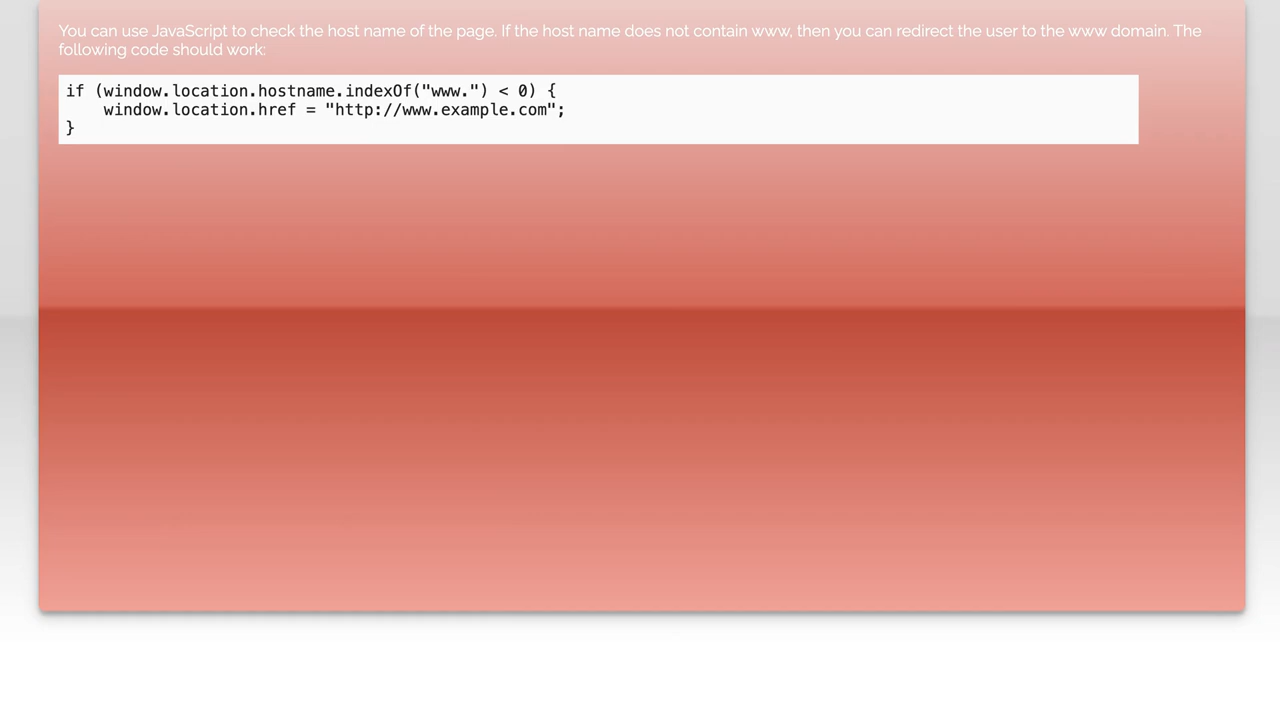 You can use JavaScript to check the host name of the page. If the host name does not contain www, then you can redirect the user to the www domain. The
following code should work:
if (window.location.hostname.indexOf("www.") < 0) {
    window.location.href = "http://www.example.com";
}